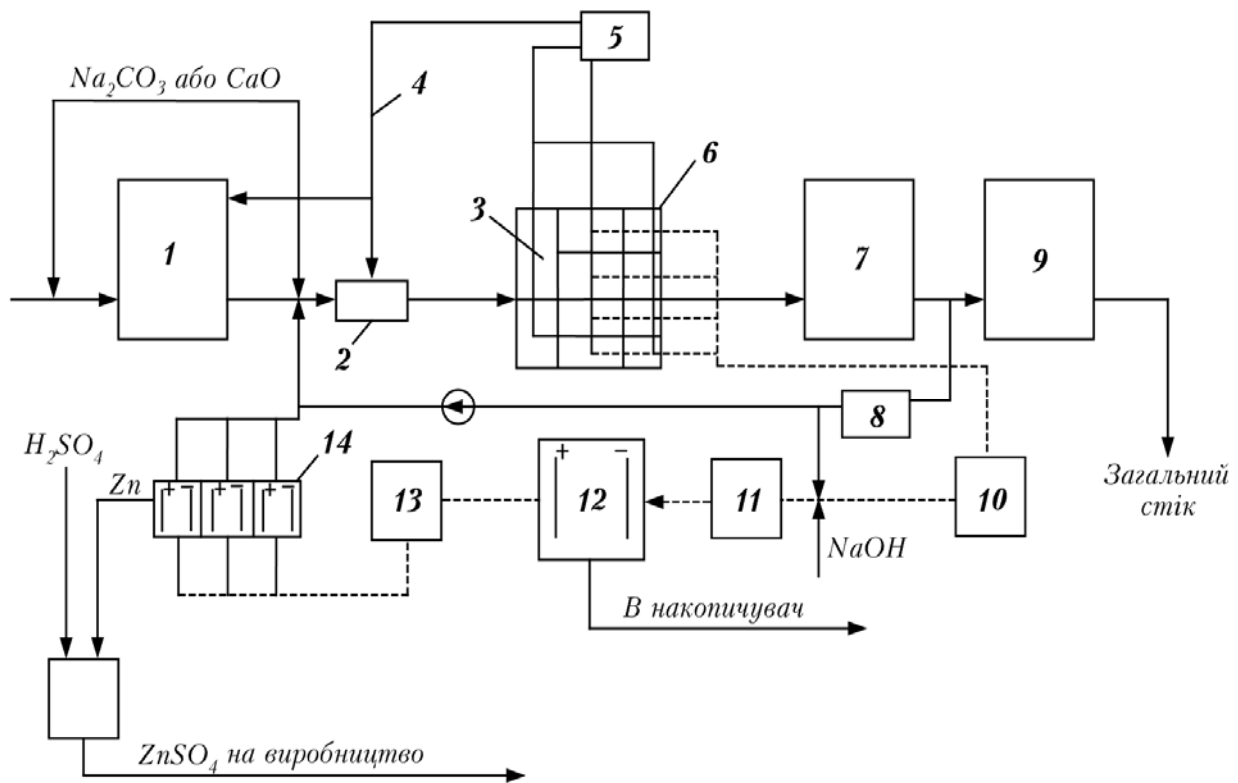 5
Na₂CO₃ або CaO
4
6
3
1
7
9
2
8
H₂SO₄
14
Zn
+ - + - + -
13
+ -
12
11
10
Загальний
стік
NaOH
В накопичувач
ZnSO₄ на виробництво